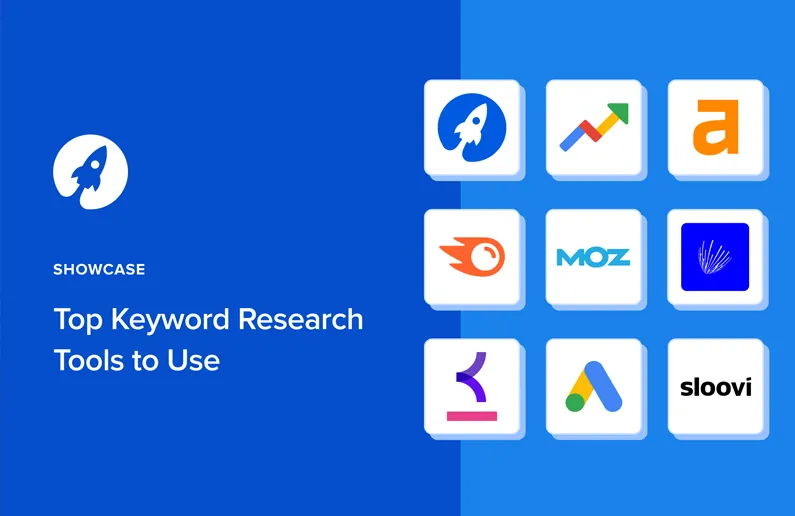 SHOWCASE
Top Keyword Research
Tools to Use
a
MOZ
sloovi